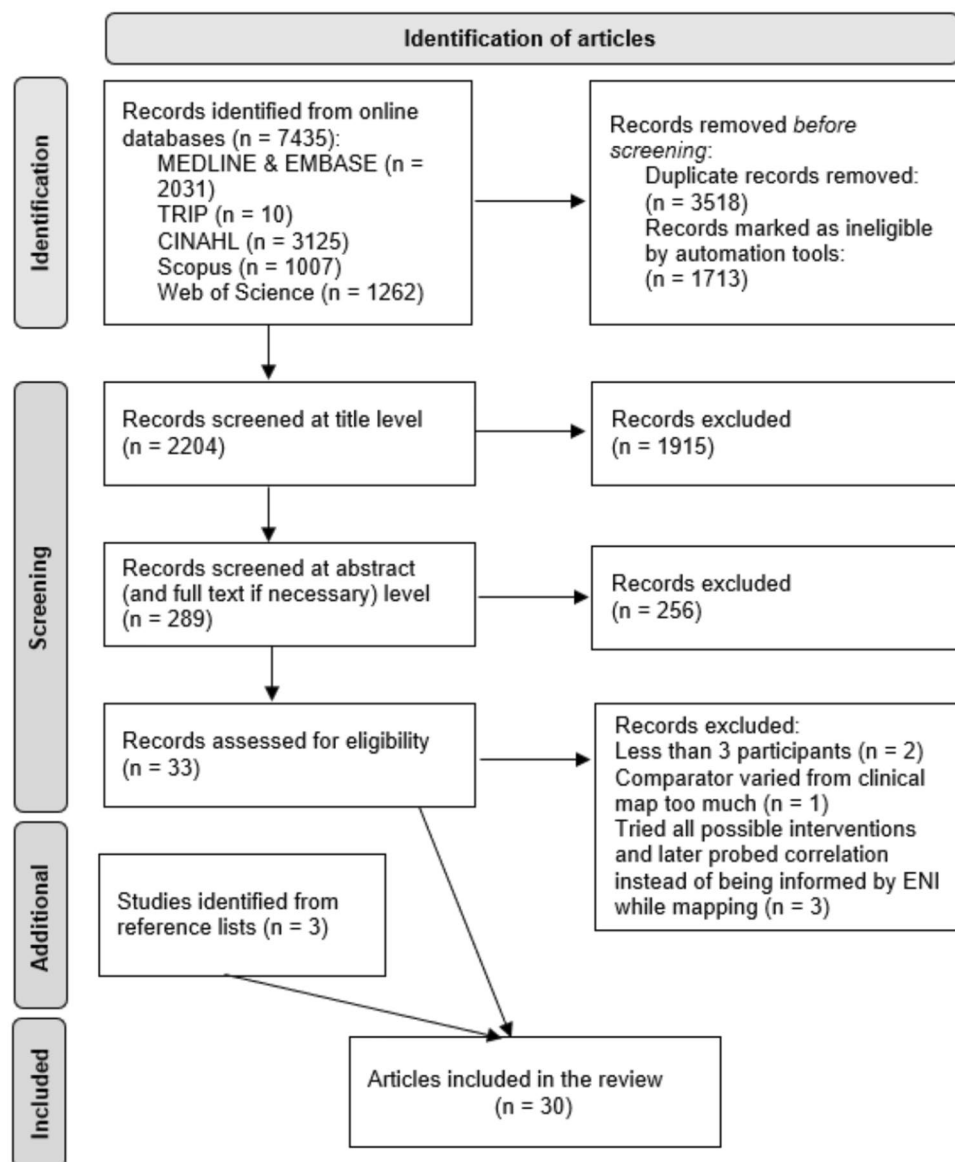 Identification of articles
Identification
Records identified from online
databases (n = 7435):
MEDLINE & EMBASE (n =
2031)
TRIP (n = 10)
CINAHL (n = 3125)
Scopus (n = 1007)
Web of Science (n = 1262)
Records removed before
screening:
Duplicate records removed:
(n = 3518)
Records marked as ineligible
by automation tools:
(n = 1713)
Screening
Records screened at title level
(n = 2204)
Records excluded
(n = 1915)
Records screened at abstract
(and full text if necessary) level
(n = 289)
Records excluded
(n = 256)
Records assessed for eligibility
(n = 33)
Records excluded:
Less than 3 participants (n = 2)
Comparator varied from clinical
map too much (n = 1)
Tried all possible interventions
and later probed correlation
instead of being informed by ENI
while mapping (n = 3)
Additional
Studies identified from
reference lists (n = 3)
Included
Articles included in the review
(n = 30)